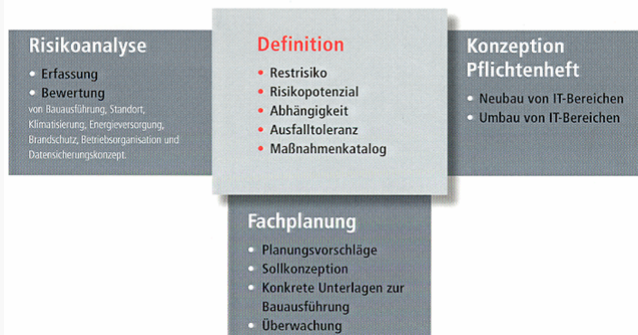 Risikoanalyse
• Erfassung
• Bewertung
von Bauausführung, Standort,
Klimatisierung, Energieversorgung,
Brandschutz, Betriebsorganisation und
Datensicherungskonzept.
Definition
• Restrisiko
• Risikopotenzial
• Abhängigkeit
• Ausfalltoleranz
• Maßnahmenkatalog
Konzeption
Pflichtenheft
• Neubau von IT-Bereichen
• Umbau von IT-Bereichen
Fachplanung
• Planungsvorschläge
• Sollkonzeption
• Konkrete Unterlagen zur
Bauausführung
• Überwachung